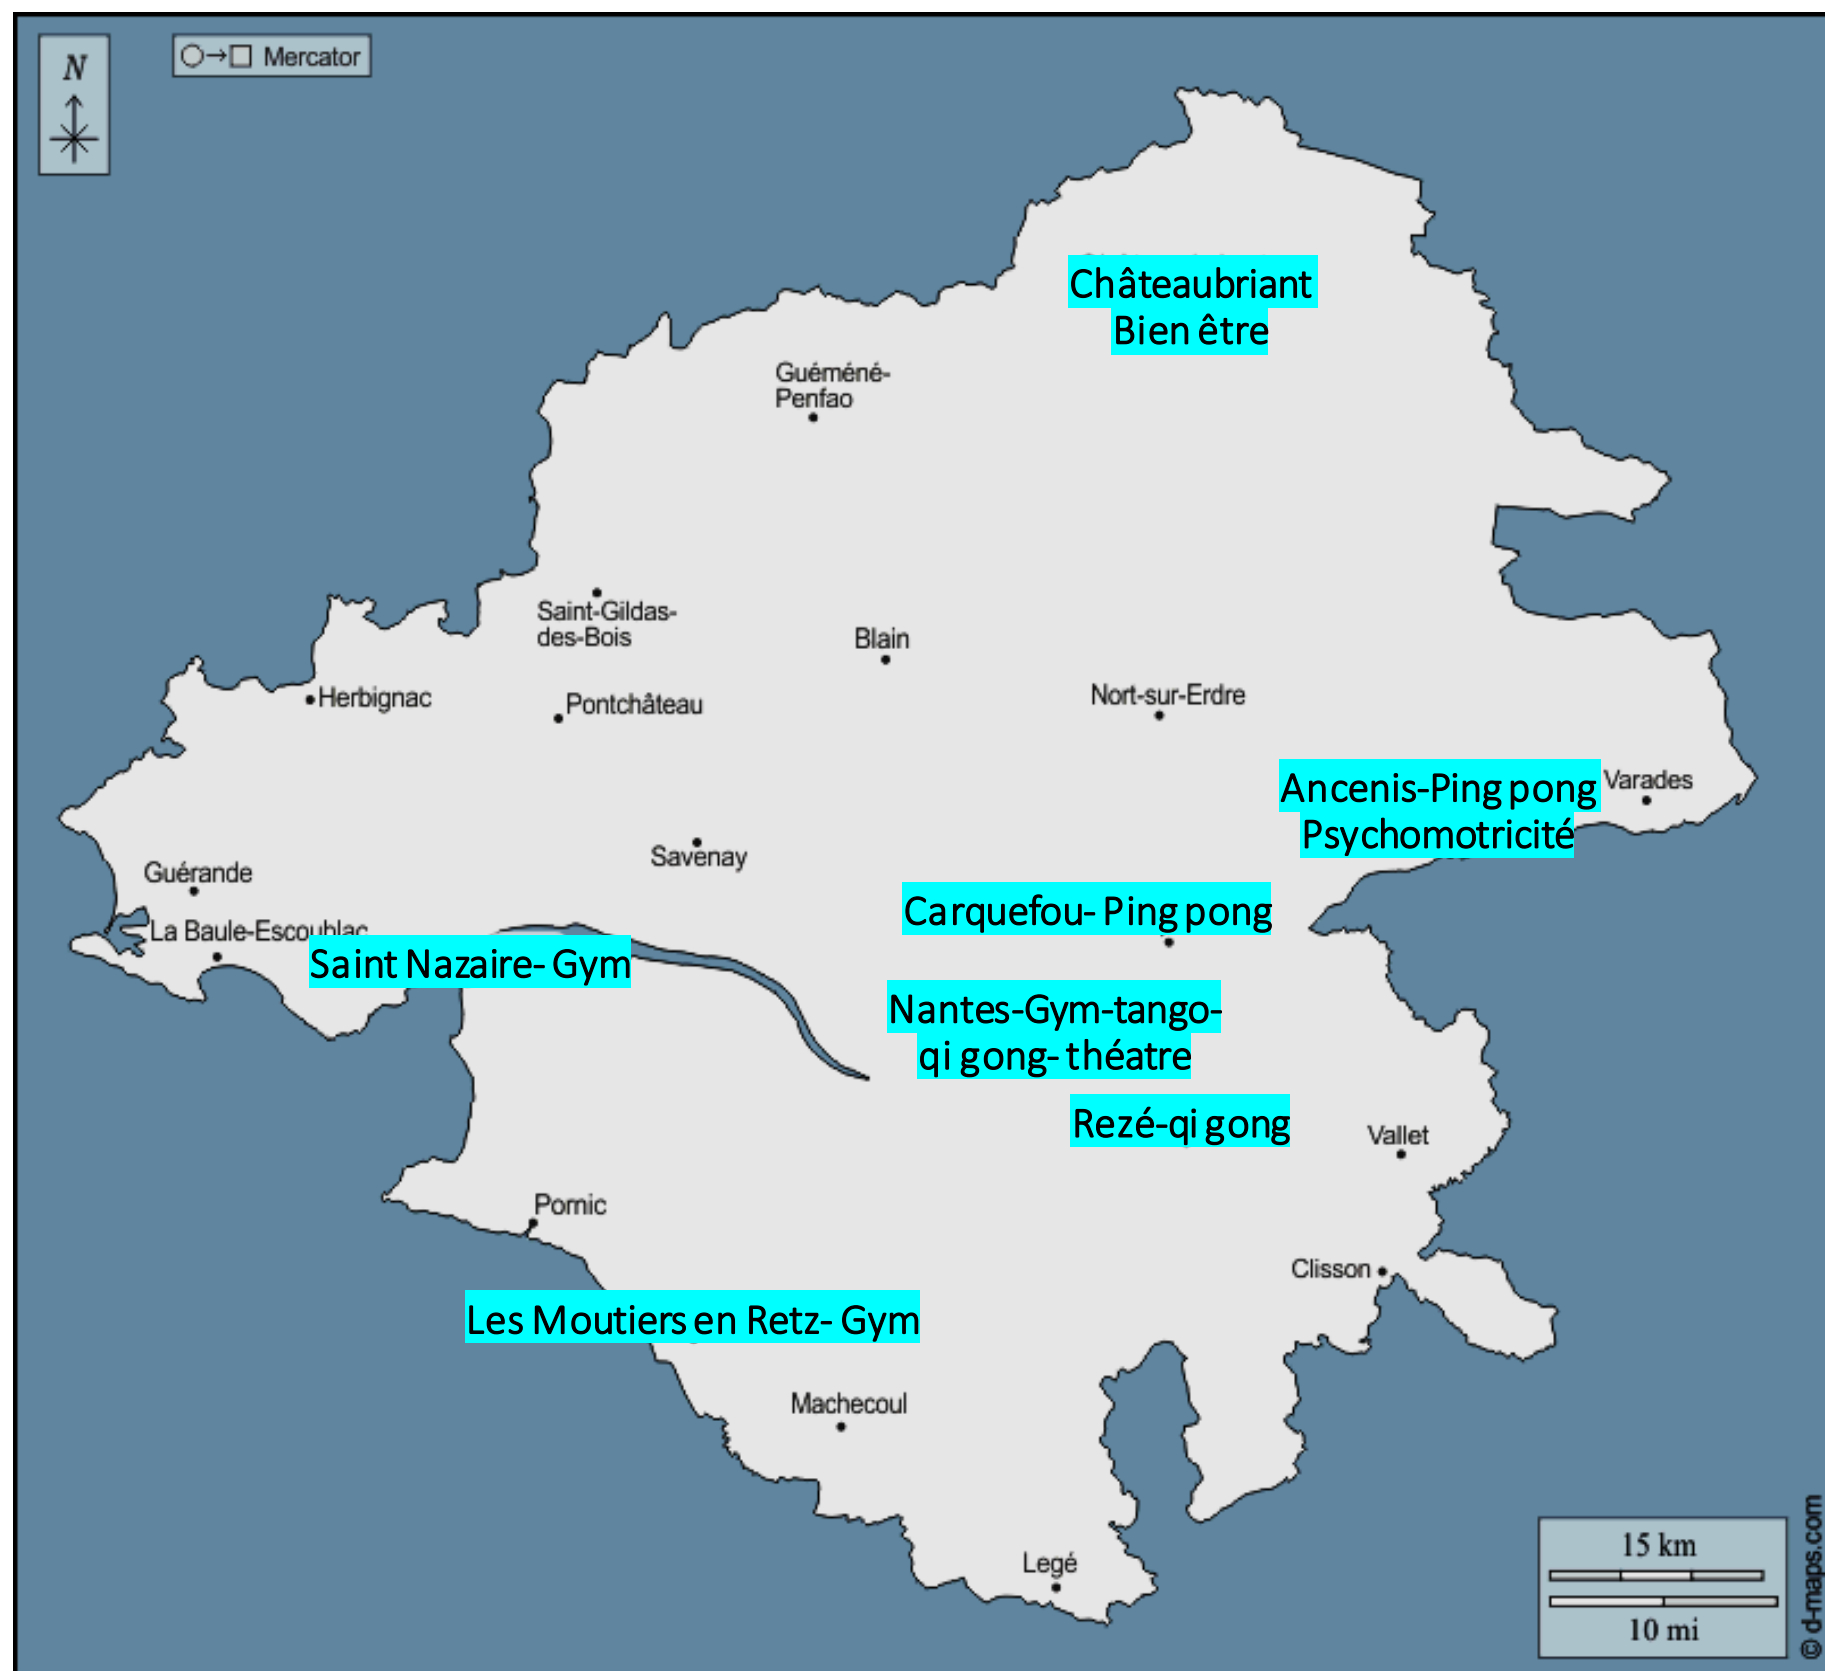 N
Mercator
Châteaubriant
Bien être
Guéméné-
Penfao
Saint-Gildas-
des-Bois
Blain
Herbignac
Pontchâteau
Nort-sur-Erdre
Ancenis-Ping pong
Psychomotricité
Varades
Savenay
Guérande
Carquefou- Ping pong
La Baule-Escoublac
Saint Nazaire- Gym
Nantes-Gym-tango-
qi gong- théatre
Rezé-qi gong
Vallet
Pornic
Clisson
Les Moutiers en Retz- Gym
Machecoul
Legé
15 km
10 mi
© d-maps.com